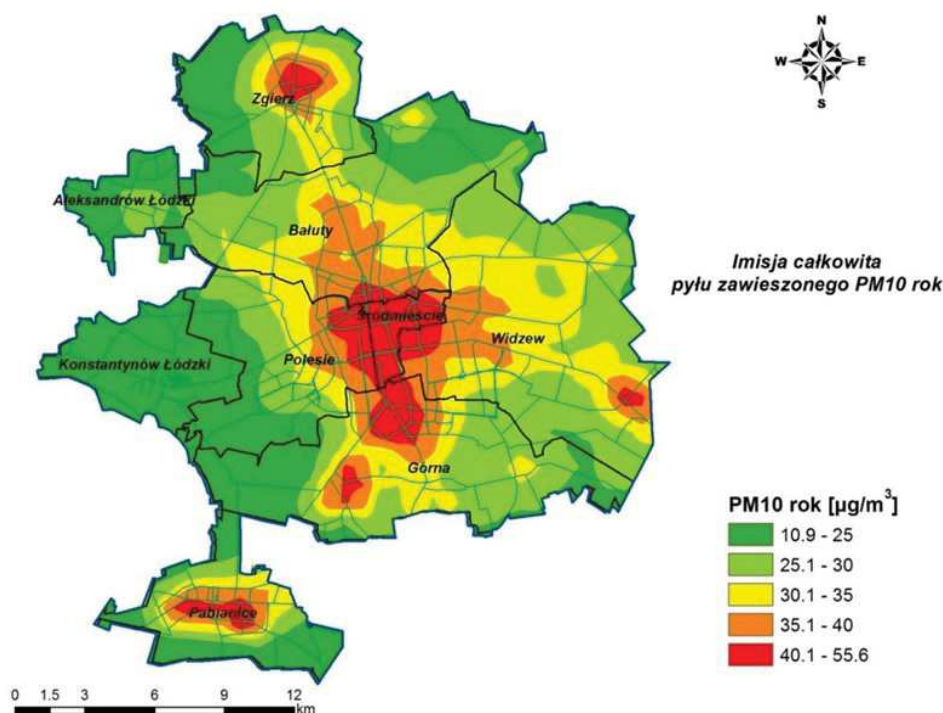 N
W E
S
Zgierz
Aleksandrów Łódzki
Bałuty
Imisja całkowita
pyłu zawieszonego PM10 rok
Śródmieście
Widzew
Polesie
Konstantynów Łódzki
Górna
PM10 rok [µg/m³]
10.9 - 25
25.1 - 30
30.1 - 35
35.1 - 40
40.1 - 55.6
Pabianice
0 1.5 3 6 9 12
km